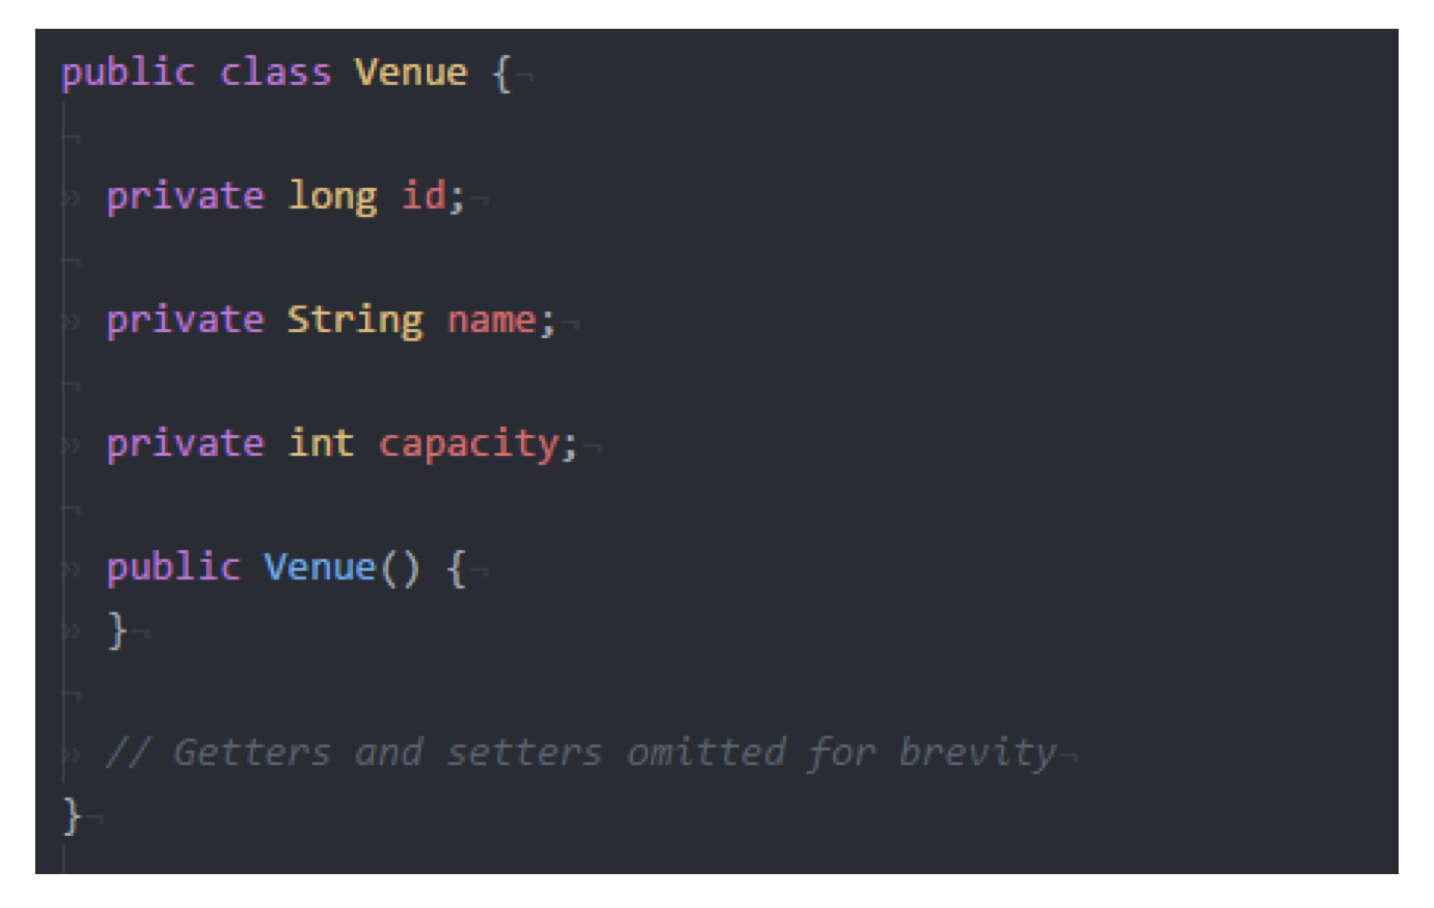 public class Venue {
private long id;
private String name;
private int capacity;
public Venue() {
}
// Getters and setters omitted for brevity
}